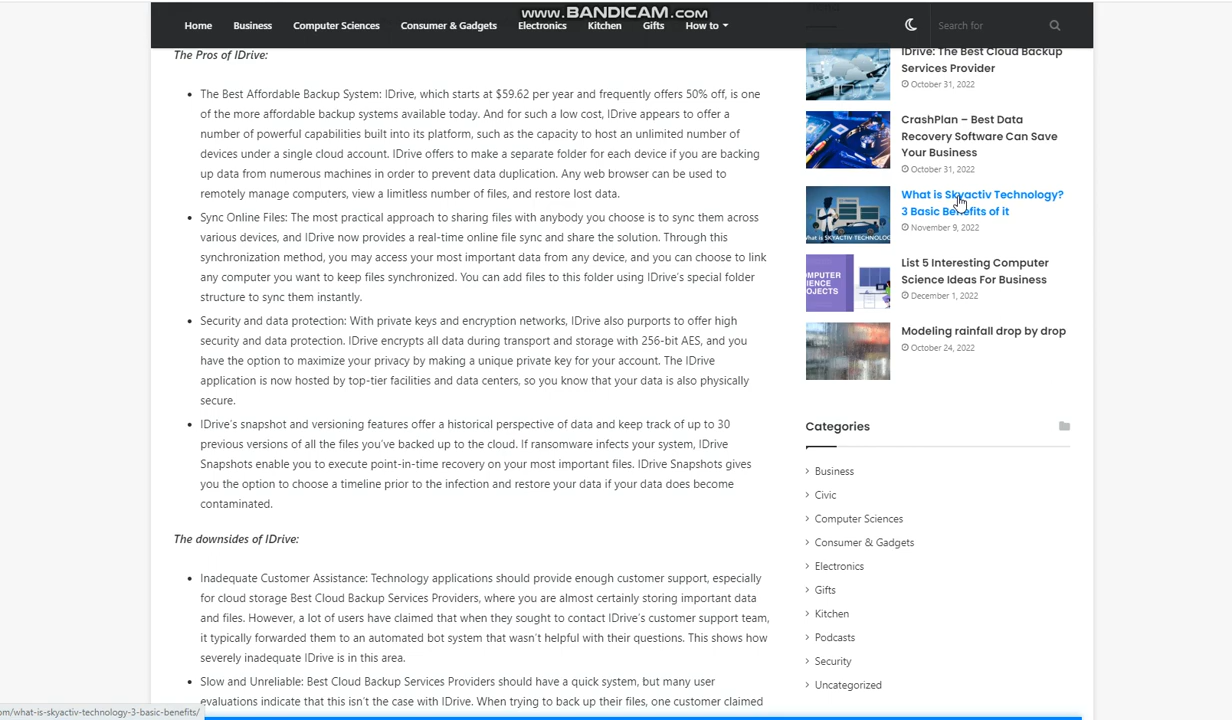 www.BANDICAM.com
Home Business Computer Sciences Consumer & Gadgets Electronics Kitchen Gifts How to Search for
The Pros of IDrive:
The Best Affordable Backup System: IDrive, which starts at $59.62 per year and frequently offers 50% off, is one
of the more affordable backup systems available today. And for such a low cost, IDrive appears to offer a
number of powerful capabilities built into its platform, such as the capacity to host an unlimited number of
devices under a single cloud account. IDrive offers to make a separate folder for each device if you are backing
up data from numerous machines in order to prevent data duplication. Any web browser can be used to
remotely manage computers, view a limitless number of files, and restore lost data.
Sync Online Files: The most practical approach to sharing files with anybody you choose is to sync them across
various devices, and IDrive now provides a real-time online file sync and share the solution. Through this
synchronization method, you may access your most important data from any device, and you can choose to link
any computer you want to keep files synchronized. You can add files to this folder using IDrive's special folder
structure to sync them instantly.
Security and data protection: With private keys and encryption networks, IDrive also purports to offer high
security and data protection. IDrive encrypts all data during transport and storage with 256-bit AES, and you
have the option to maximize your privacy by making a unique private key for your account. The IDrive
application is now hosted by top-tier facilities and data centers, so you know that your data is also physically
secure.
IDrive's snapshot and versioning features offer a historical perspective of data and keep track of up to 30
previous versions of all the files you've backed up to the cloud. If ransomware infects your system, IDrive
Snapshots enable you to execute point-in-time recovery on your most important files. IDrive Snapshots gives
you the option to choose a timeline prior to the infection and restore your data if your data does become
contaminated.
The downsides of IDrive:
Inadequate Customer Assistance: Technology applications should provide enough customer support, especially
for cloud storage Best Cloud Backup Services Providers, where you are almost certainly storing important data
and files. However, a lot of users have claimed that when they sought to contact IDrive's customer support team,
it typically forwarded them to an automated bot system that wasn't helpful with their questions. This shows how
severely inadequate IDrive is in this area.
Slow and Unreliable: Best Cloud Backup Services Providers should have a quick system, but many user
evaluations indicate that this isn't the case with IDrive. When trying to back up their files, one customer claimed
IDrive: The Best Cloud Backup
Services Provider
October 31, 2022
CrashPlan – Best Data
Recovery Software Can Save
Your Business
October 31, 2022
What is Skyactiv Technology?
3 Basic Benefits of it
November 9, 2022
What is SKYACTIV TECHNOLOG
List 5 Interesting Computer
Science Ideas For Business
December 1, 2022
MPUTER
IENCE
OJECTS
Modeling rainfall drop by drop
October 24, 2022
Categories
Business
Civic
Computer Sciences
Consumer & Gadgets
Electronics
Gifts
Kitchen
Podcasts
Security
Uncategorized
om/what-is-skyactiv-technology-3-basic-benefits/